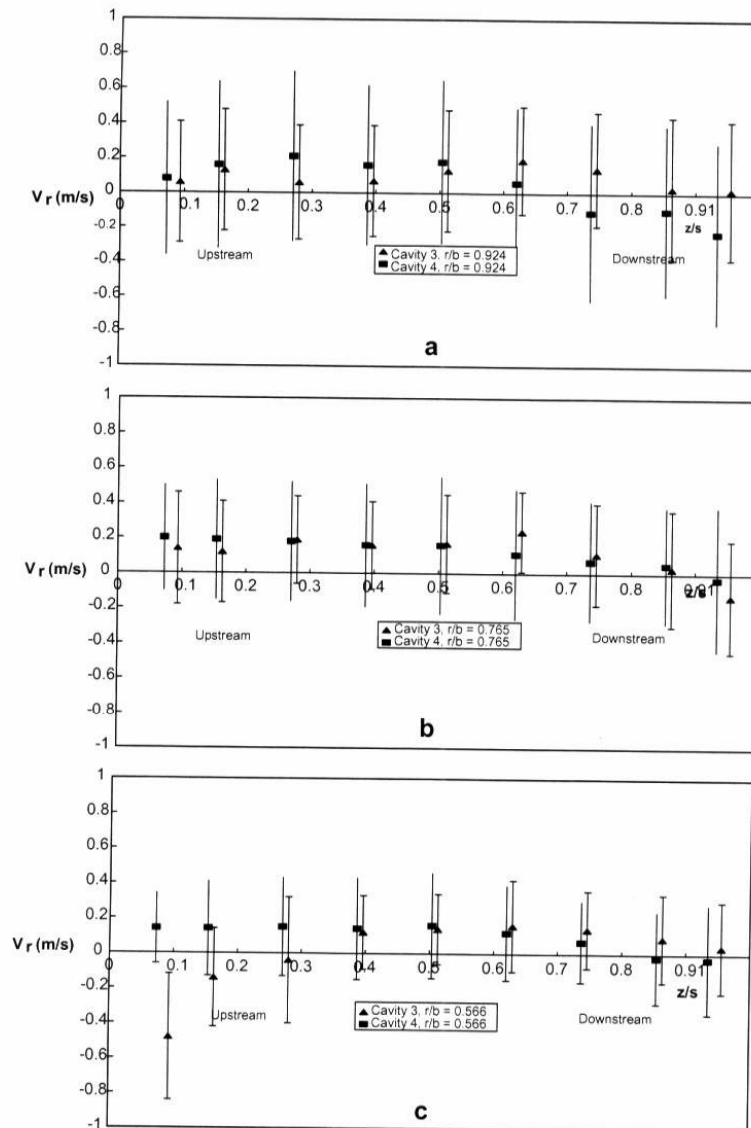 1
0.8
0.6
0.4
0.2
0
-0.2
-0.4
-0.6
-0.8
-1
Vr (m/s)
0 0.1 0.2 0.3 0.4 0.5 0.6 0.7 0.8 0.91
z/s
Upstream
Cavity 3, r/b = 0.924
Cavity 4, r/b = 0.924
Downstream
a
1
0.8
0.6
0.4
0.2
0
-0.2
-0.4
-0.6
-0.8
-1
Vr (m/s)
0 0.1 0.2 0.3 0.4 0.5 0.6 0.7 0.8 0.91
z/s
Upstream
Cavity 3, r/b = 0.765
Cavity 4, r/b = 0.765
Downstream
b
1
0.8
0.6
0.4
0.2
0
-0.2
-0.4
-0.6
-0.8
-1
Vr (m/s)
0 0.1 0.2 0.3 0.4 0.5 0.6 0.7 0.8 0.91
z/s
Upstream
Cavity 3, r/b = 0.566
Cavity 4, r/b = 0.566
Downstream
c